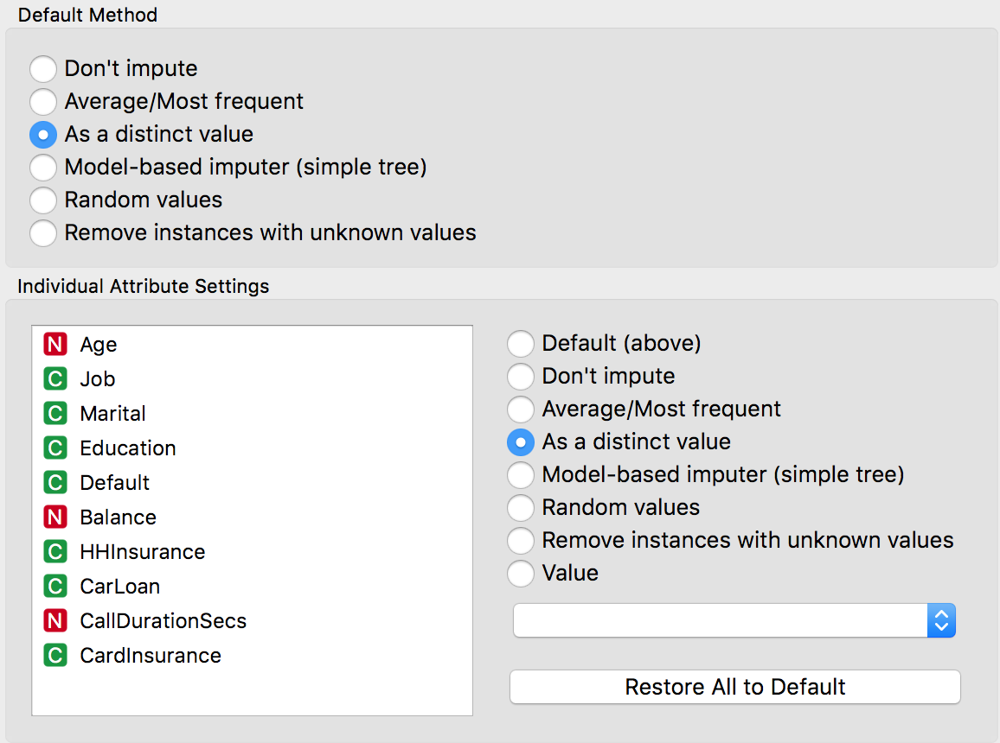 Default Method
Don't impute
Average/Most frequent
As a distinct value
Model-based imputer (simple tree)
Random values
Remove instances with unknown values
Individual Attribute Settings
N Age
C Job
C Marital
C Education
C Default
N Balance
C HHInsurance
C CarLoan
N CallDurationSecs
C CardInsurance
Default (above)
Don't impute
Average/Most frequent
As a distinct value
Model-based imputer (simple tree)
Random values
Remove instances with unknown values
Value
Restore All to Default